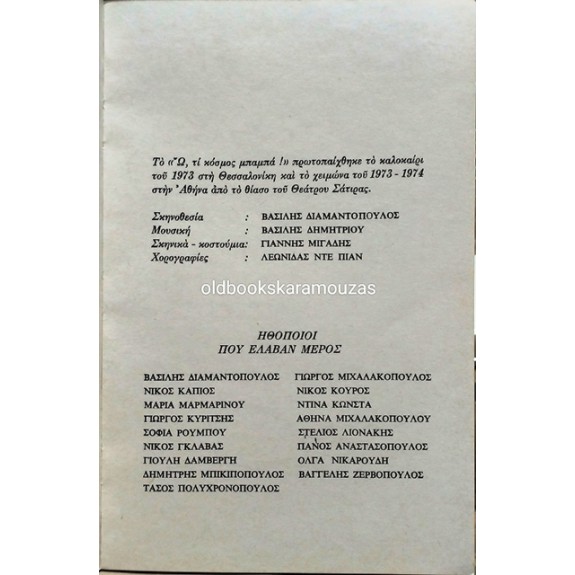 Τὸ «Ὤ, τί κόσμος μπαμπά !» πρωτοπαίχθηκε τὸ καλοκαίρι
τοῦ 1973 στὴ Θεσσαλονίκη καὶ τὸ χειμώνα τοῦ 1973 - 1974
στὴν Ἀθήνα ἀπὸ τὸ θίασο τοῦ Θεάτρου Σάτιρας.
Σκηνοθεσία : ΒΑΣΙΛΗΣ ΔΙΑΜΑΝΤΟΠΟΥΛΟΣ
Μουσική : ΒΑΣΙΛΗΣ ΔΗΜΗΤΡΙΟΥ
Σκηνικὰ - κοστούμια: ΓΙΑΝΝΗΣ ΜΙΓΑΔΗΣ
Χορογραφίες : ΛΕΩΝΙΔΑΣ ΝΤΕ ΠΙΑΝ
oldbookskaramouzas
ΗΘΟΠΟΙΟΙ
ΠΟΥ ΕΛΑΒΑΝ ΜΕΡΟΣ
ΒΑΣΙΛΗΣ ΔΙΑΜΑΝΤΟΠΟΥΛΟΣ ΓΙΩΡΓΟΣ ΜΙΧΑΛΑΚΟΠΟΥΛΟΣ
ΝΙΚΟΣ ΚΑΠΙΟΣ ΝΙΚΟΣ ΚΟΥΡΟΣ
ΜΑΡΙΑ ΜΑΡΜΑΡΙΝΟΥ ΝΤΙΝΑ ΚΩΝΣΤΑ
ΓΙΩΡΓΟΣ ΚΥΡΙΤΣΗΣ ΑΘΗΝΑ ΜΙΧΑΛΑΚΟΠΟΥΛΟΥ
ΣΟΦΙΑ ΡΟΥΜΠΟΥ ΣΤΕΛΙΟΣ ΛΙΟΝΑΚΗΣ
ΝΙΚΟΣ ΓΚΛΑΒΑΣ ΠΑΝΟΣ ΑΝΑΣΤΑΣΟΠΟΥΛΟΣ
ΓΙΟΥΛΗ ΔΑΜΒΕΡΓΗ ΟΛΓΑ ΝΙΚΑΡΟΥΔΗ
ΔΗΜΗΤΡΗΣ ΜΠΙΚΙΠΟΠΟΥΛΟΣ ΒΑΓΓΕΛΗΣ ΖΕΡΒΟΠΟΥΛΟΣ
ΤΑΣΟΣ ΠΟΛΥΧΡΟΝΟΠΟΥΛΟΣ